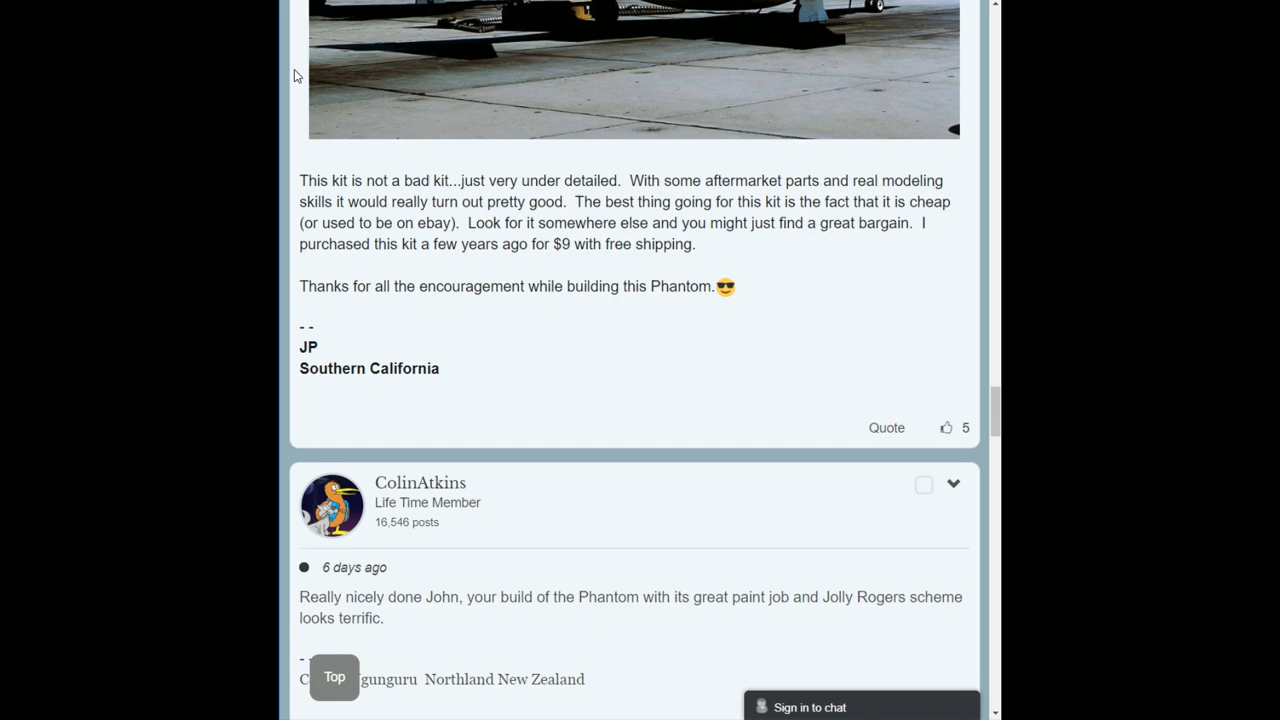 This kit is not a bad kit...just very under detailed.  With some aftermarket parts and real modeling
skills it would really turn out pretty good.  The best thing going for this kit is the fact that it is cheap
(or used to be on ebay).  Look for it somewhere else and you might just find a great bargain.  I
purchased this kit a few years ago for $9 with free shipping.
Thanks for all the encouragement while building this Phantom.😎
- -
JP
Southern California
Quote 5
ColinAtkins
Life Time Member
16,546 posts
6 days ago
Really nicely done John, your build of the Phantom with its great paint job and Jolly Rogers scheme
looks terrific.
Top
Northland New Zealand
Sign in to chat